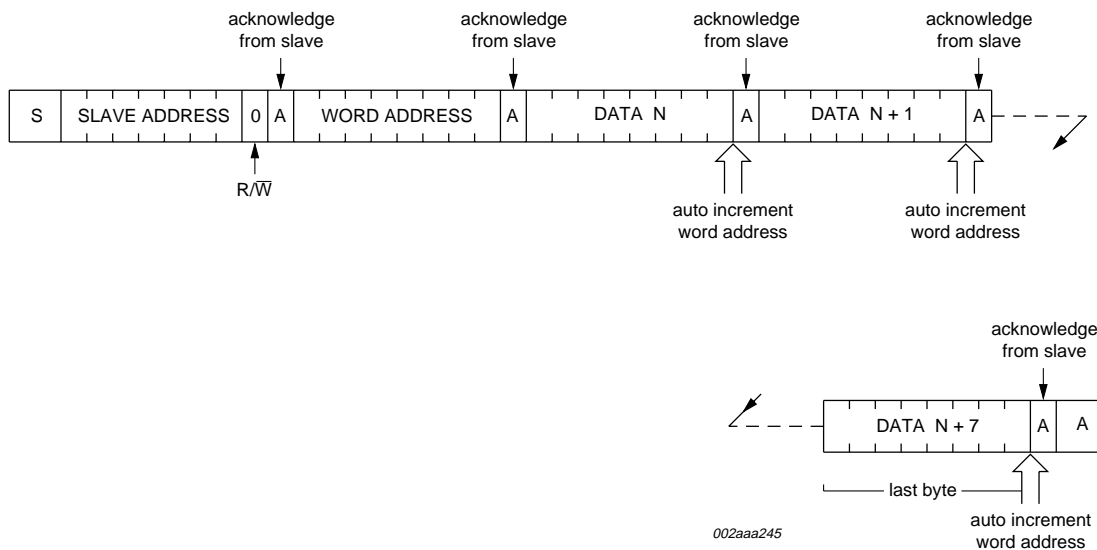 acknowledge
from slave
acknowledge
from slave
acknowledge
from slave
acknowledge
from slave
S SLAVE ADDRESS 0 A WORD ADDRESS A DATA N A DATA N + 1 A
R/W̅
auto increment
word address
auto increment
word address
acknowledge
from slave
DATA N + 7 A A
last byte
auto increment
word address
002aaa245